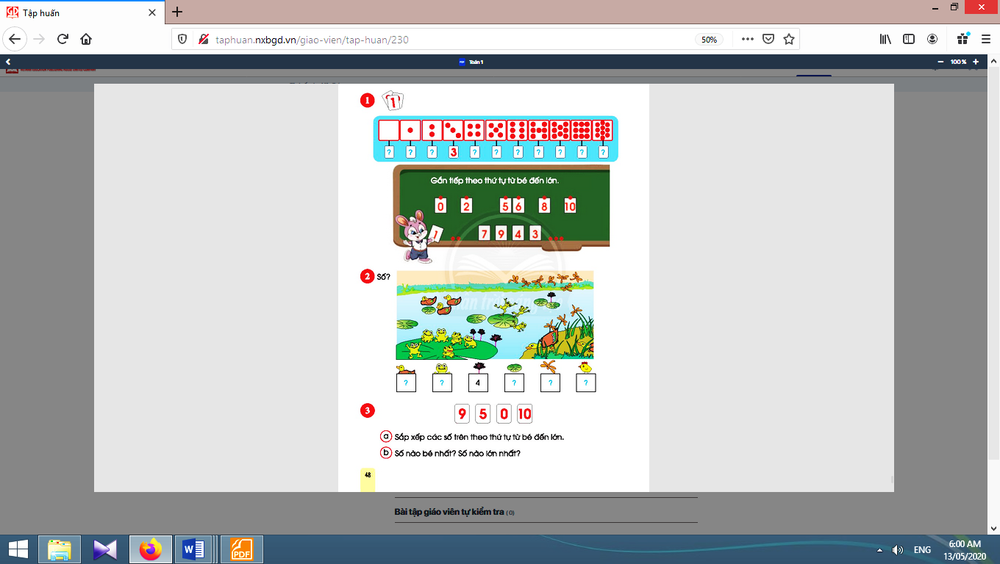 Tập huấn
taphuan.nxbgd.vn/giao-vien/tap-huan/230
50%
Toán 1
100%
1
1
? ? ? 3 ? ? ? ? ? ? ?
Gắn tiếp theo thứ tự từ bé đến lớn.
0 2 5 6 8 10
1 7 9 4 3
2 Số?
? ? 4 ? ? ?
3
9 5 0 10
a Sắp xếp các số trên theo thứ tự từ bé đến lớn.
b Số nào bé nhất? Số nào lớn nhất?
48
Bài tập giáo viên tự kiểm tra (0)
W
PDF
ENG
6:00 AM
13/05/2020